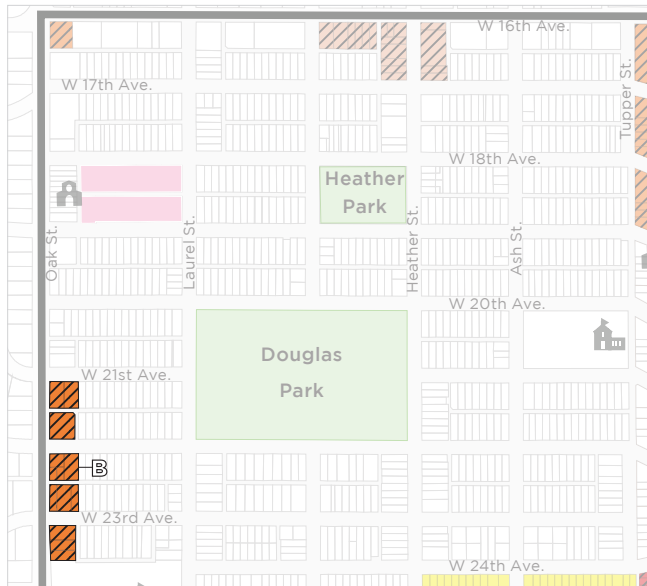 W 16th Ave.
Tupper St.
W 17th Ave.
W 18th Ave.
Heather
Park
Oak St.
Laurel St.
Heather St.
Ash St.
W 20th Ave.
Douglas
Park
W 21st Ave.
B
W 23rd Ave.
W 24th Ave.